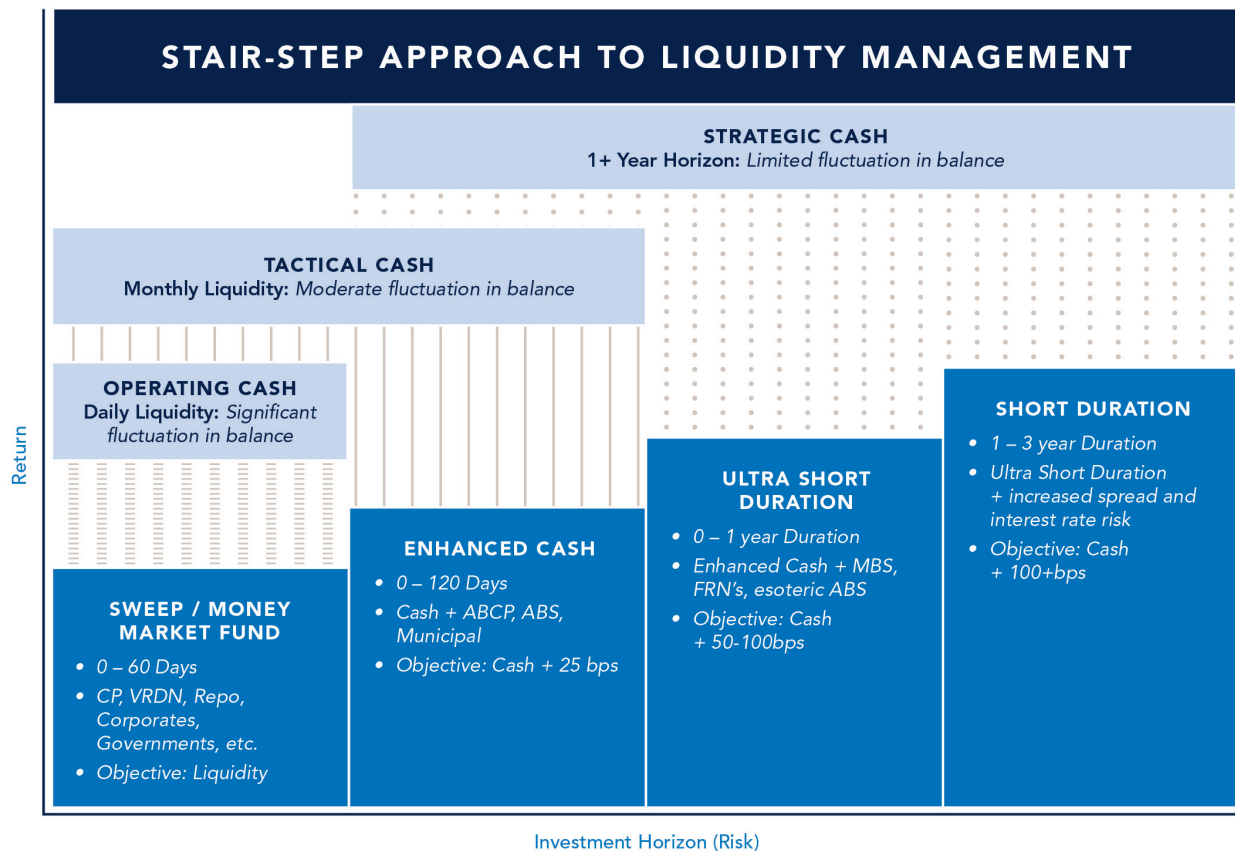 STAIR-STEP APPROACH TO LIQUIDITY MANAGEMENT
STRATEGIC CASH
1+ Year Horizon: Limited fluctuation in balance
TACTICAL CASH
Monthly Liquidity: Moderate fluctuation in balance
OPERATING CASH
Daily Liquidity: Significant
fluctuation in balance
Return
SWEEP / MONEY
MARKET FUND
• 0 – 60 Days
• CP, VRDN, Repo,
Corporates,
Governments, etc.
• Objective: Liquidity
ENHANCED CASH
• 0 – 120 Days
• Cash + ABCP, ABS,
Municipal
• Objective: Cash + 25 bps
ULTRA SHORT
DURATION
• 0 – 1 year Duration
• Enhanced Cash + MBS,
FRN's, esoteric ABS
• Objective: Cash
+ 50-100bps
SHORT DURATION
• 1 – 3 year Duration
• Ultra Short Duration
+ increased spread and
interest rate risk
• Objective: Cash
+ 100+bps
Investment Horizon (Risk)